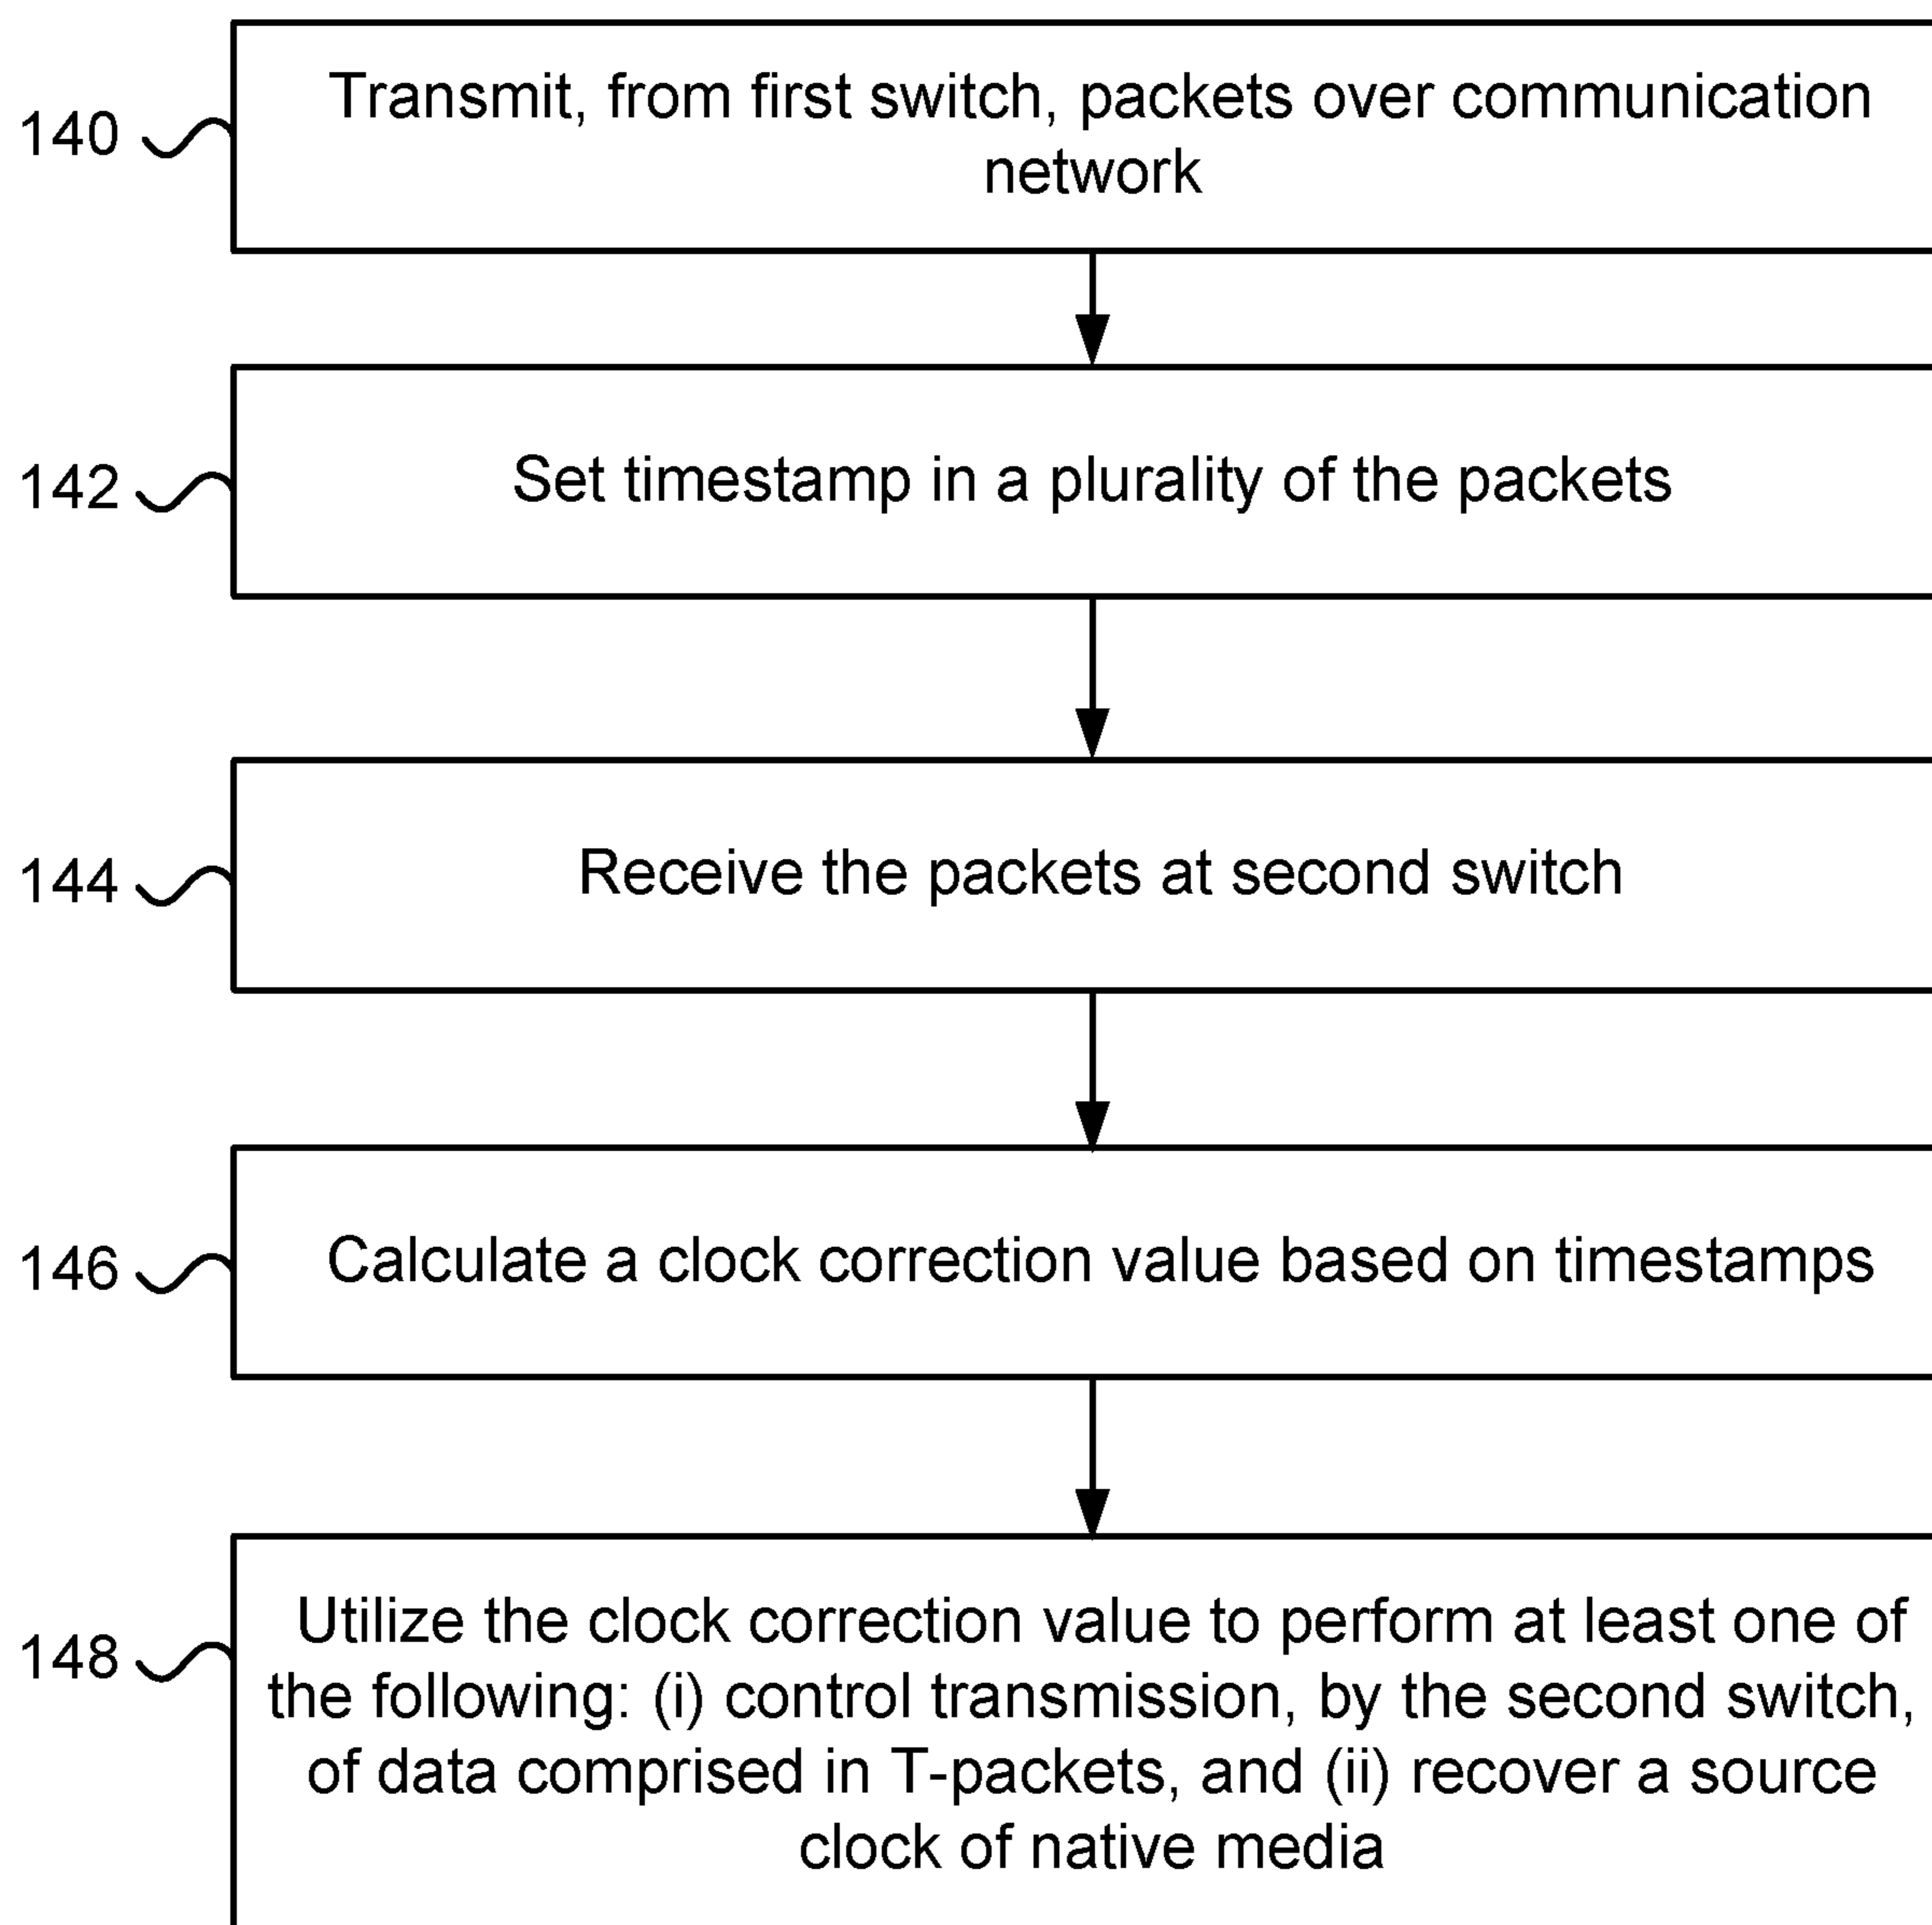 140
Transmit, from first switch, packets over communication
network
142
Set timestamp in a plurality of the packets
144
Receive the packets at second switch
146
Calculate a clock correction value based on timestamps
148
Utilize the clock correction value to perform at least one of
the following: (i) control transmission, by the second switch,
of data comprised in T-packets, and (ii) recover a source
clock of native media